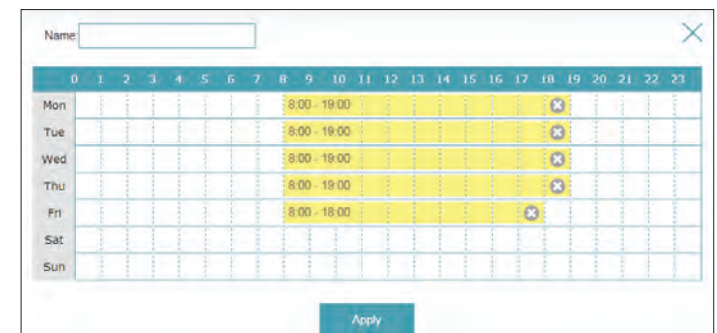 Name:
0 1 2 3 4 5 6 7 8 9 10 11 12 13 14 15 16 17 18 19 20 21 22 23
Mon 8:00 - 19:00
Tue 8:00 - 19:00
Wed 8:00 - 19:00
Thu 8:00 - 19:00
Fri 8:00 - 18:00
Sat
Sun
Apply